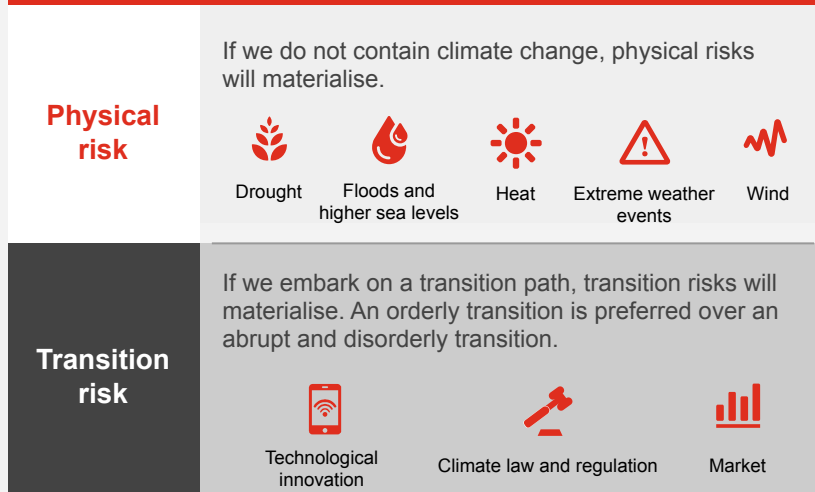 Physical
risk
If we do not contain climate change, physical risks
will materialise.
Drought
Floods and
higher sea levels
Heat
Extreme weather
events
Wind
Transition
risk
If we embark on a transition path, transition risks will
materialise. An orderly transition is preferred over an
abrupt and disorderly transition.
Technological
innovation
Climate law and regulation
Market